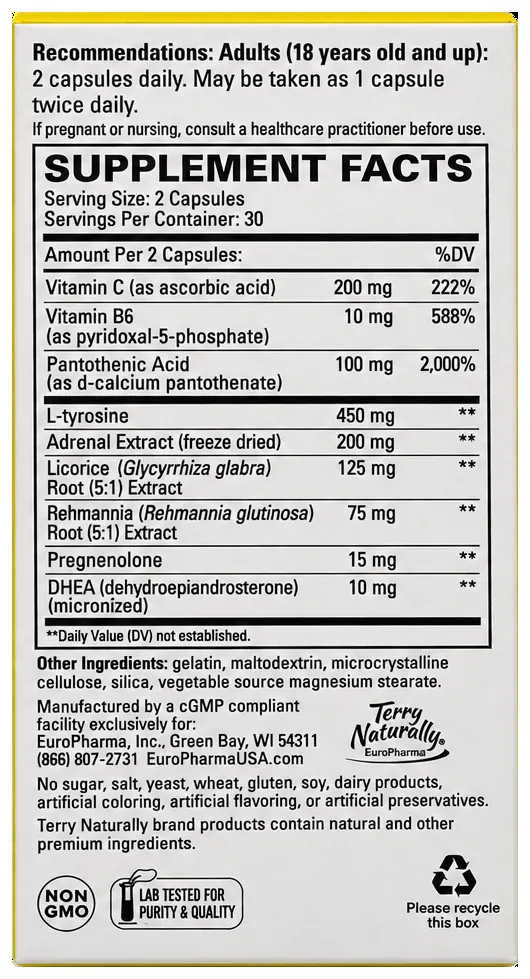 Recommendations: Adults (18 years old and up):
2 capsules daily. May be taken as 1 capsule
twice daily.
If pregnant or nursing, consult a healthcare practitioner before use.
SUPPLEMENT FACTS
Serving Size: 2 Capsules
Servings Per Container: 30
Amount Per 2 Capsules: %DV
Vitamin C (as ascorbic acid) 200 mg 222%
Vitamin B6 10 mg 588%
(as pyridoxal-5-phosphate)
Pantothenic Acid 100 mg 2,000%
(as d-calcium pantothenate)
L-tyrosine 450 mg **
Adrenal Extract (freeze dried) 200 mg **
Licorice (Glycyrrhiza glabra) 125 mg **
Root (5:1) Extract
Rehmannia (Rehmannia glutinosa) 75 mg **
Root (5:1) Extract
Pregnenolone 15 mg **
DHEA (dehydroepiandrosterone) 10 mg **
(micronized)
**Daily Value (DV) not established.
Other Ingredients: gelatin, maltodextrin, microcrystalline
cellulose, silica, vegetable source magnesium stearate.
Manufactured by a cGMP compliant
facility exclusively for:
EuroPharma, Inc., Green Bay, WI 54311
(866) 807-2731 EuroPharmaUSA.com
Terry
Naturally®
EuroPharma
No sugar, salt, yeast, wheat, gluten, soy, dairy products,
artificial coloring, artificial flavoring, or artificial preservatives.
Terry Naturally brand products contain natural and other
premium ingredients.
NON
GMO
LAB TESTED FOR
PURITY & QUALITY
Please recycle
this box